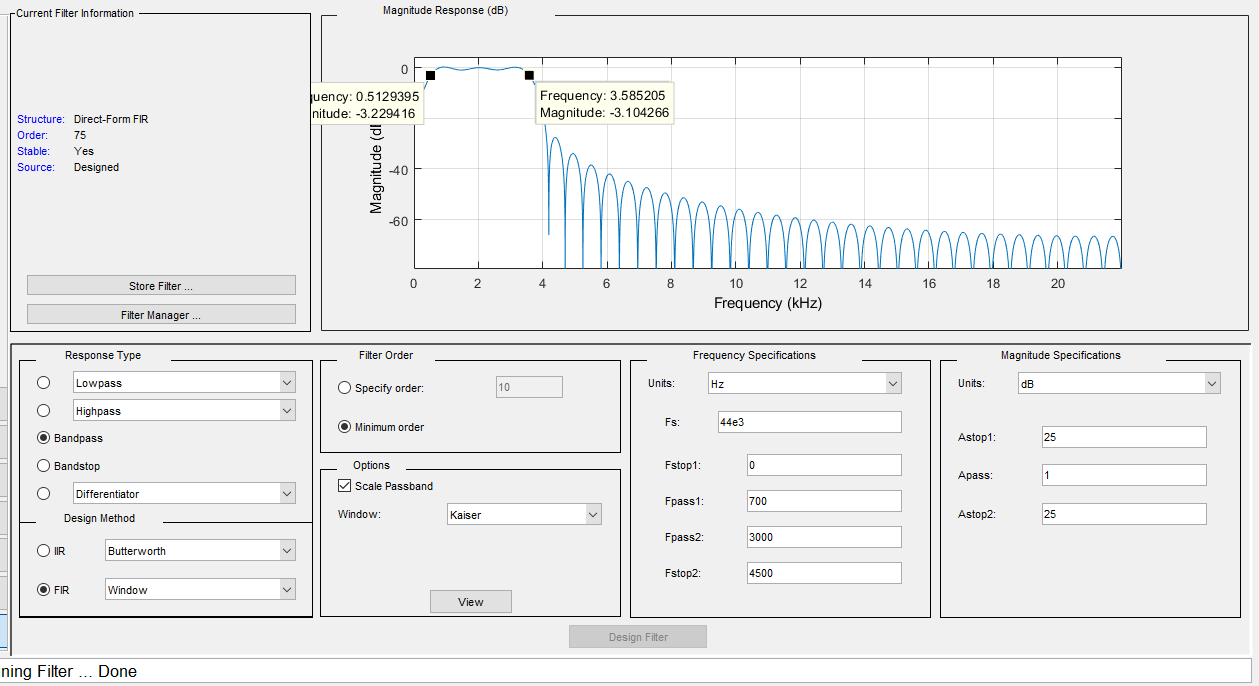 Current Filter Information
Structure: Direct-Form FIR
Order: 75
Stable: Yes
Source: Designed
Store Filter ...
Filter Manager ...
Magnitude Response (dB)
0
-40
-60
Magnitude (dB
quency: 0.5129395
nitude: -3.229416
Frequency: 3.585205
Magnitude: -3.104266
0 2 4 6 8 10 12 14 16 18 20
Frequency (kHz)
Response Type
Lowpass
Highpass
Bandpass
Bandstop
Differentiator
Design Method
IIR Butterworth
FIR Window
Filter Order
Specify order: 10
Minimum order
Options
Scale Passband
Window: Kaiser
View
Frequency Specifications
Units: Hz
Fs: 44e3
Fstop1: 0
Fpass1: 700
Fpass2: 3000
Fstop2: 4500
Magnitude Specifications
Units: dB
Astop1: 25
Apass: 1
Astop2: 25
Design Filter
ning Filter ... Done